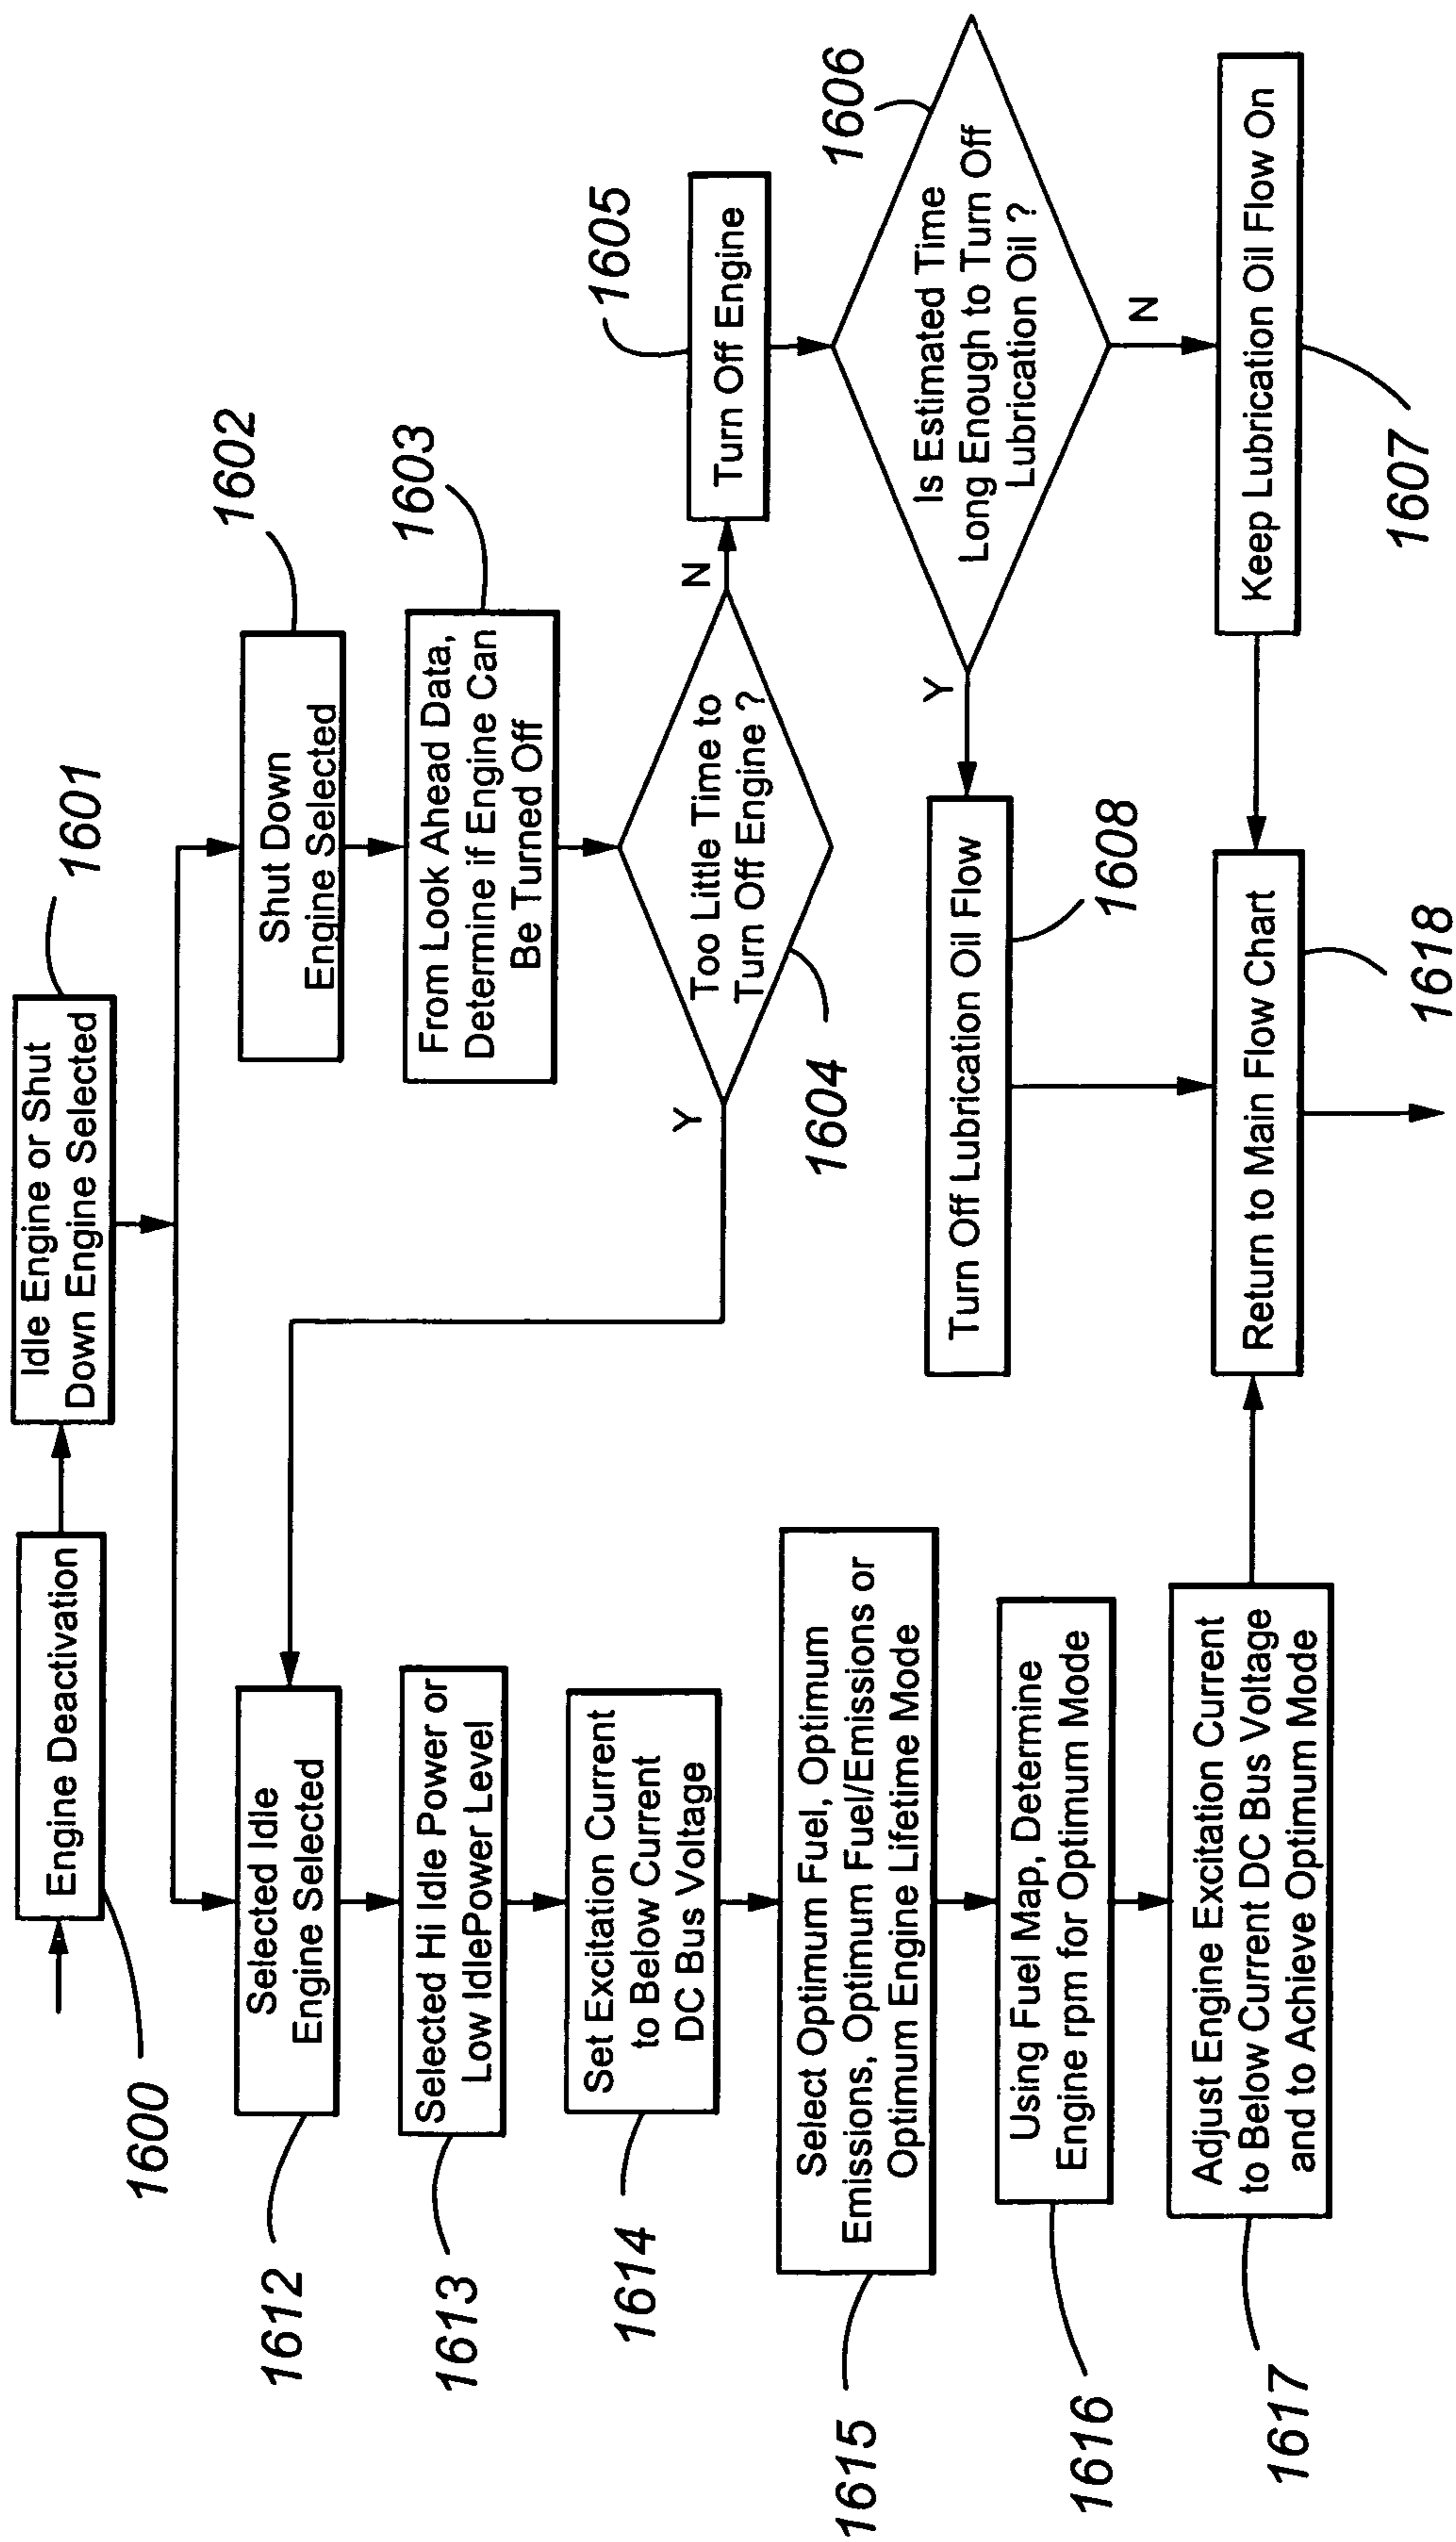 1600
Engine Deactivation
1601
Idle Engine or Shut
Down Engine Selected
1602
Shut Down
Engine Selected
1603
From Look Ahead Data,
Determine if Engine Can
Be Turned Off
1604
Too Little Time to
Turn Off Engine ?
Y
N
1605
Turn Off Engine
1606
Is Estimated Time
Long Enough to Turn Off
Lubrication Oil ?
Y
N
1607
Keep Lubrication Oil Flow On
1608
Turn Off Lubrication Oil Flow
1612
Selected Idle
Engine Selected
1613
Selected Hi Idle Power or
Low IdlePower Level
1614
Set Excitation Current
to Below Current
DC Bus Voltage
1615
Select Optimum Fuel, Optimum
Emissions, Optimum Fuel/Emissions or
Optimum Engine Lifetime Mode
1616
Using Fuel Map, Determine
Engine rpm for Optimum Mode
1617
Adjust Engine Excitation Current
to Below Current DC Bus Voltage
and to Achieve Optimum Mode
Return to Main Flow Chart
1618